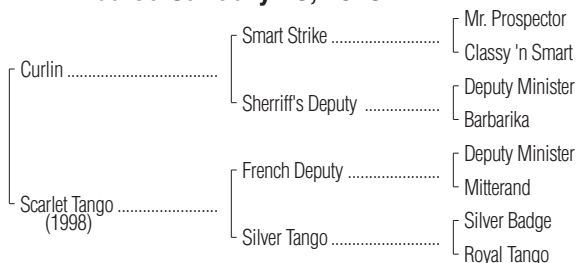 Mr. Prospector
Smart Strike ....................
Classy 'n Smart
Curlin ............................
Deputy Minister
Sherriff's Deputy ..............
Barbarika
Deputy Minister
French Deputy .................
Mitterand
Scarlet Tango ...................
(1998)
Silver Badge
Silver Tango .....................
Royal Tango